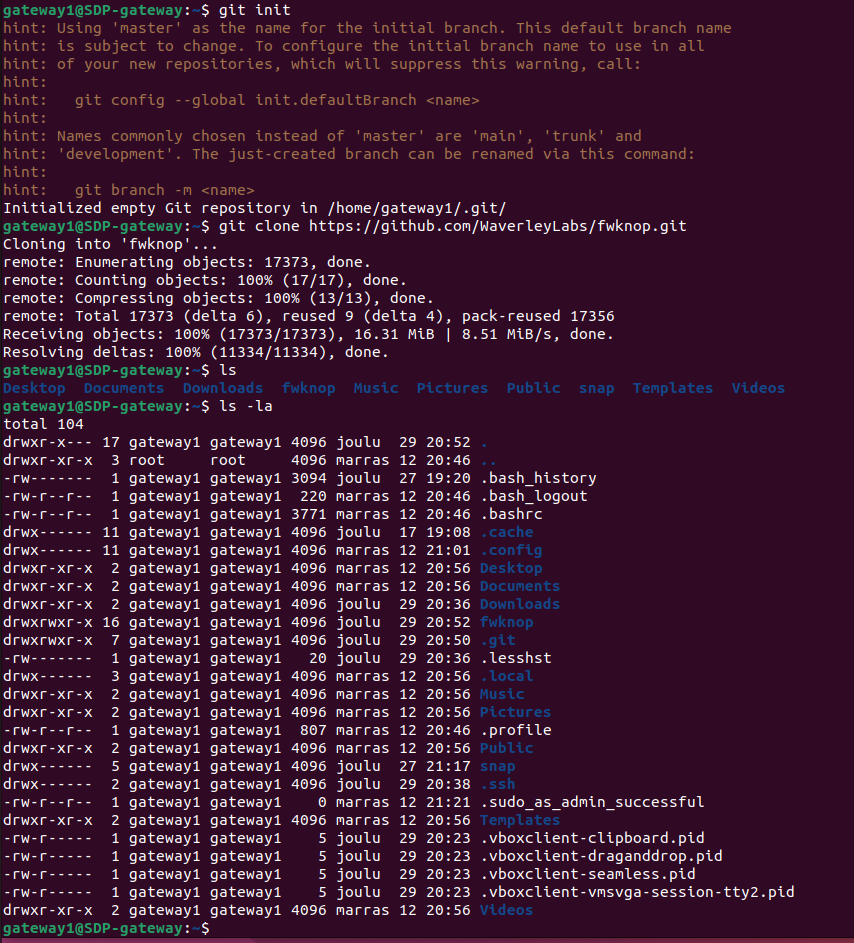 gateway1@SDP-gateway:~$ git init
hint: Using 'master' as the name for the initial branch. This default branch name
hint: is subject to change. To configure the initial branch name to use in all
hint: of your new repositories, which will suppress this warning, call:
hint:
hint:   git config --global init.defaultBranch <name>
hint:
hint: Names commonly chosen instead of 'master' are 'main', 'trunk' and
hint: 'development'. The just-created branch can be renamed via this command:
hint:
hint:   git branch -m <name>
Initialized empty Git repository in /home/gateway1/.git/
gateway1@SDP-gateway:~$ git clone https://github.com/WaverleyLabs/fwknop.git
Cloning into 'fwknop'...
remote: Enumerating objects: 17373, done.
remote: Counting objects: 100% (17/17), done.
remote: Compressing objects: 100% (13/13), done.
remote: Total 17373 (delta 6), reused 9 (delta 4), pack-reused 17356
Receiving objects: 100% (17373/17373), 16.31 MiB | 8.51 MiB/s, done.
Resolving deltas: 100% (11334/11334), done.
gateway1@SDP-gateway:~$ ls
Desktop  Documents  Downloads  fwknop  Music  Pictures  Public  snap  Templates  Videos
gateway1@SDP-gateway:~$ ls -la
total 104
drwxr-x--- 17 gateway1 gateway1 4096 joulu  29 20:52 .
drwxr-xr-x  3 root     root     4096 marras 12 20:46 ..
-rw-------  1 gateway1 gateway1 3094 joulu  27 19:20 .bash_history
-rw-r--r--  1 gateway1 gateway1  220 marras 12 20:46 .bash_logout
-rw-r--r--  1 gateway1 gateway1 3771 marras 12 20:46 .bashrc
drwx------ 11 gateway1 gateway1 4096 joulu  17 19:08 .cache
drwx------ 11 gateway1 gateway1 4096 marras 12 21:01 .config
drwxr-xr-x  2 gateway1 gateway1 4096 marras 12 20:56 Desktop
drwxr-xr-x  2 gateway1 gateway1 4096 marras 12 20:56 Documents
drwxr-xr-x  2 gateway1 gateway1 4096 joulu  29 20:36 Downloads
drwxrwxr-x 16 gateway1 gateway1 4096 joulu  29 20:52 fwknop
drwxrwxr-x  7 gateway1 gateway1 4096 joulu  29 20:50 .git
-rw-------  1 gateway1 gateway1   20 joulu  29 20:36 .lesshst
drwx------  3 gateway1 gateway1 4096 marras 12 20:56 .local
drwxr-xr-x  2 gateway1 gateway1 4096 marras 12 20:56 Music
drwxr-xr-x  2 gateway1 gateway1 4096 marras 12 20:56 Pictures
-rw-r--r--  1 gateway1 gateway1  807 marras 12 20:46 .profile
drwxr-xr-x  2 gateway1 gateway1 4096 marras 12 20:56 Public
drwx------  5 gateway1 gateway1 4096 joulu  27 21:17 snap
drwx------  2 gateway1 gateway1 4096 joulu  29 20:38 .ssh
-rw-r--r--  1 gateway1 gateway1    0 marras 12 21:21 .sudo_as_admin_successful
drwxr-xr-x  2 gateway1 gateway1 4096 marras 12 20:56 Templates
-rw-r-----  1 gateway1 gateway1    5 joulu  29 20:23 .vboxclient-clipboard.pid
-rw-r-----  1 gateway1 gateway1    5 joulu  29 20:23 .vboxclient-draganddrop.pid
-rw-r-----  1 gateway1 gateway1    5 joulu  29 20:23 .vboxclient-seamless.pid
-rw-r-----  1 gateway1 gateway1    5 joulu  29 20:23 .vboxclient-vmsvga-session-tty2.pid
drwxr-xr-x  2 gateway1 gateway1 4096 marras 12 20:56 Videos
gateway1@SDP-gateway:~$